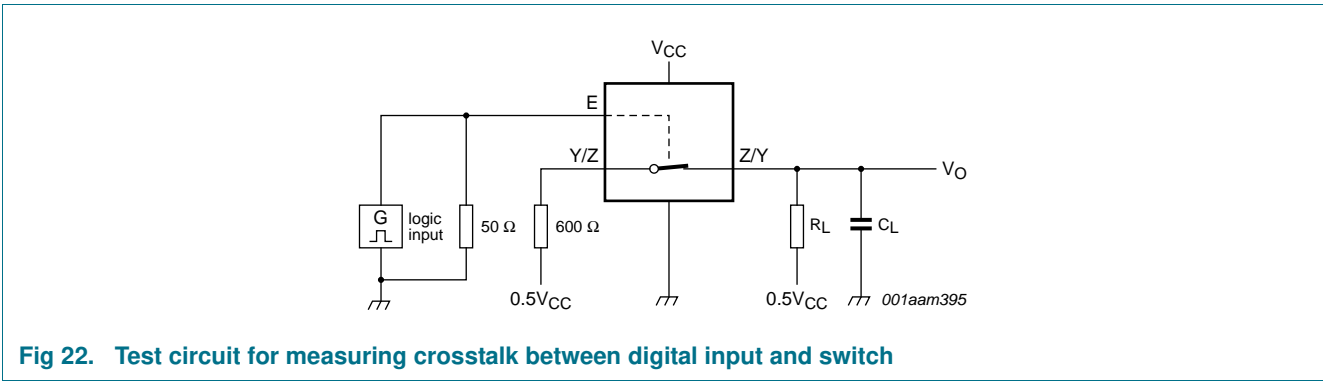 VCC
E
Y/Z
Z/Y
VO
G
logic
input
50 Ω
600 Ω
RL
CL
0.5VCC
0.5VCC
001aam395
Fig 22. Test circuit for measuring crosstalk between digital input and switch